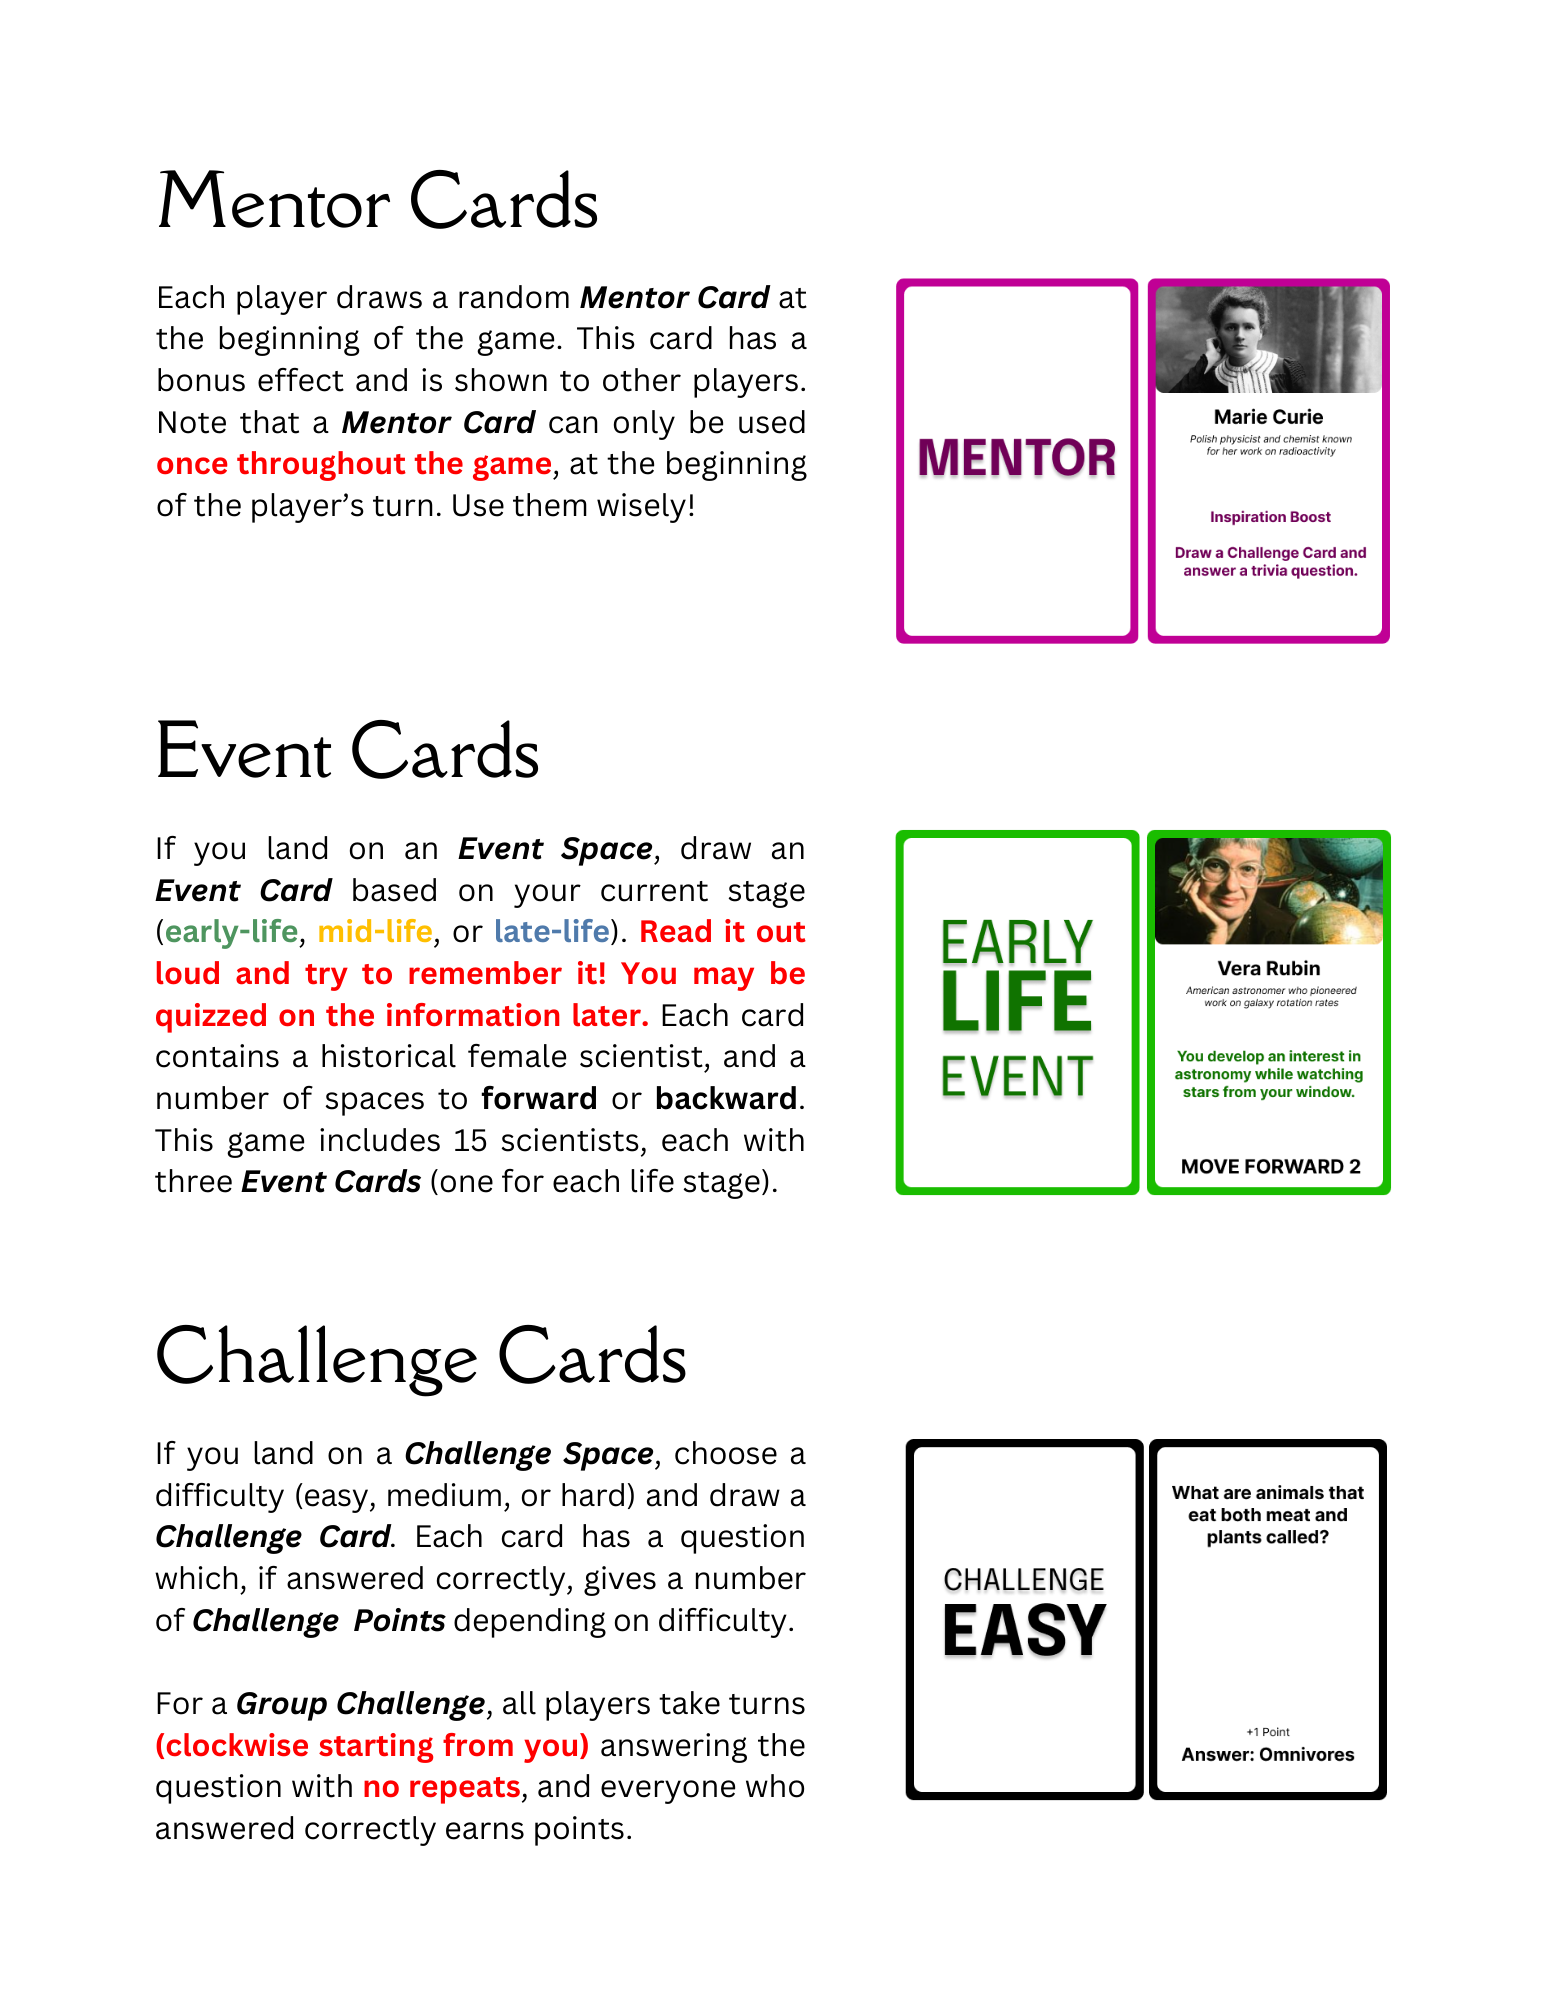 Mentor Cards
Each player draws a random Mentor Card at
the beginning of the game. This card has a
bonus effect and is shown to other players.
Note that a Mentor Card can only be used
once throughout the game, at the beginning
of the player’s turn. Use them wisely!
MENTOR
Marie Curie
Polish physicist and chemist known
for her work on radioactivity
Inspiration Boost
Draw a Challenge Card and
answer a trivia question.
Event Cards
If you land on an Event Space, draw an
Event Card based on your current stage
(early-life, mid-life, or late-life). Read it out
loud and try to remember it! You may be
quizzed on the information later. Each card
contains a historical female scientist, and a
number of spaces to forward or backward.
This game includes 15 scientists, each with
three Event Cards (one for each life stage).
EARLY
LIFE
EVENT
Vera Rubin
American astronomer who pioneered
work on galaxy rotation rates
You develop an interest in
astronomy while watching
stars from your window.
MOVE FORWARD 2
Challenge Cards
If you land on a Challenge Space, choose a
difficulty (easy, medium, or hard) and draw a
Challenge Card. Each card has a question
which, if answered correctly, gives a number
of Challenge Points depending on difficulty.
For a Group Challenge, all players take turns
(clockwise starting from you) answering the
question with no repeats, and everyone who
answered correctly earns points.
CHALLENGE
EASY
What are animals that
eat both meat and
plants called?
+1 Point
Answer: Omnivores